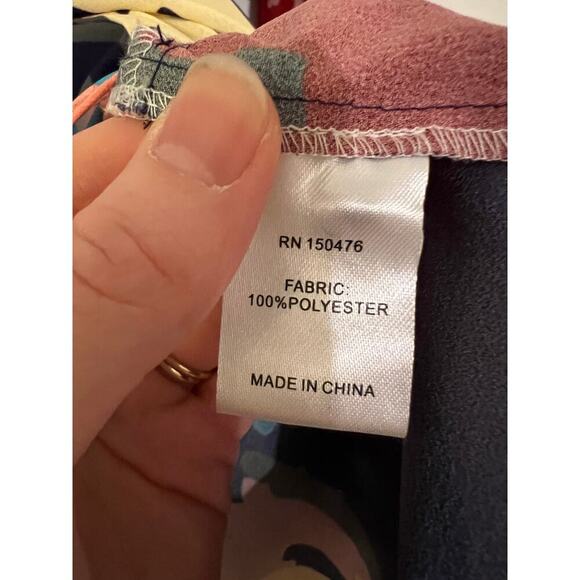 RN 150476
FABRIC:
100%POLYESTER
MADE IN CHINA